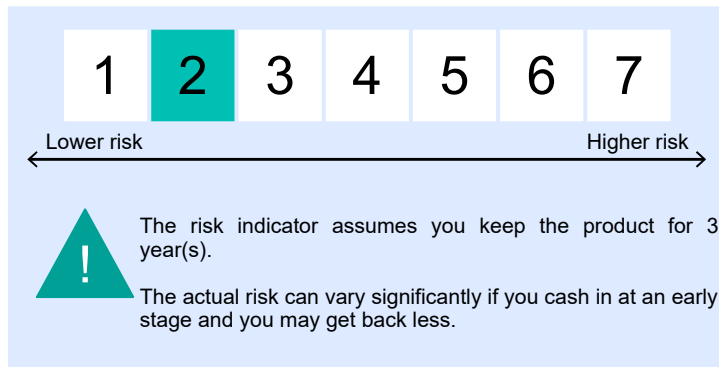 1 2 3 4 5 6 7
Lower risk Higher risk
! The risk indicator assumes you keep the product for 3
year(s).
The actual risk can vary significantly if you cash in at an early
stage and you may get back less.